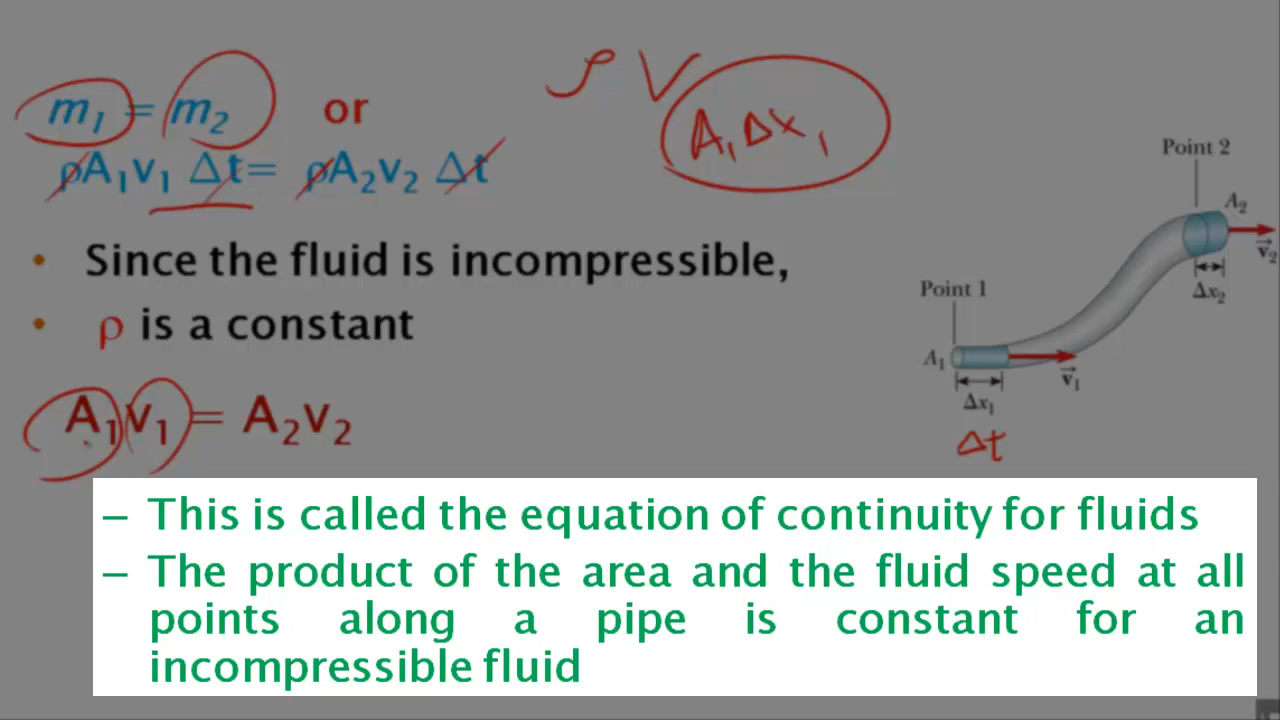 ρ V
m₁ = m₂ or
A₁ Δx₁
ρA₁v₁ Δt= ρA₂v₂ Δt
Point 2
A₂
v₂
Δx₂
• Since the fluid is incompressible,
• ρ is a constant
Point 1
A₁
v₁
Δx₁
Δt
A₁v₁ = A₂v₂
– This is called the equation of continuity for fluids
– The product of the area and the fluid speed at all
points along a pipe is constant for an
incompressible fluid